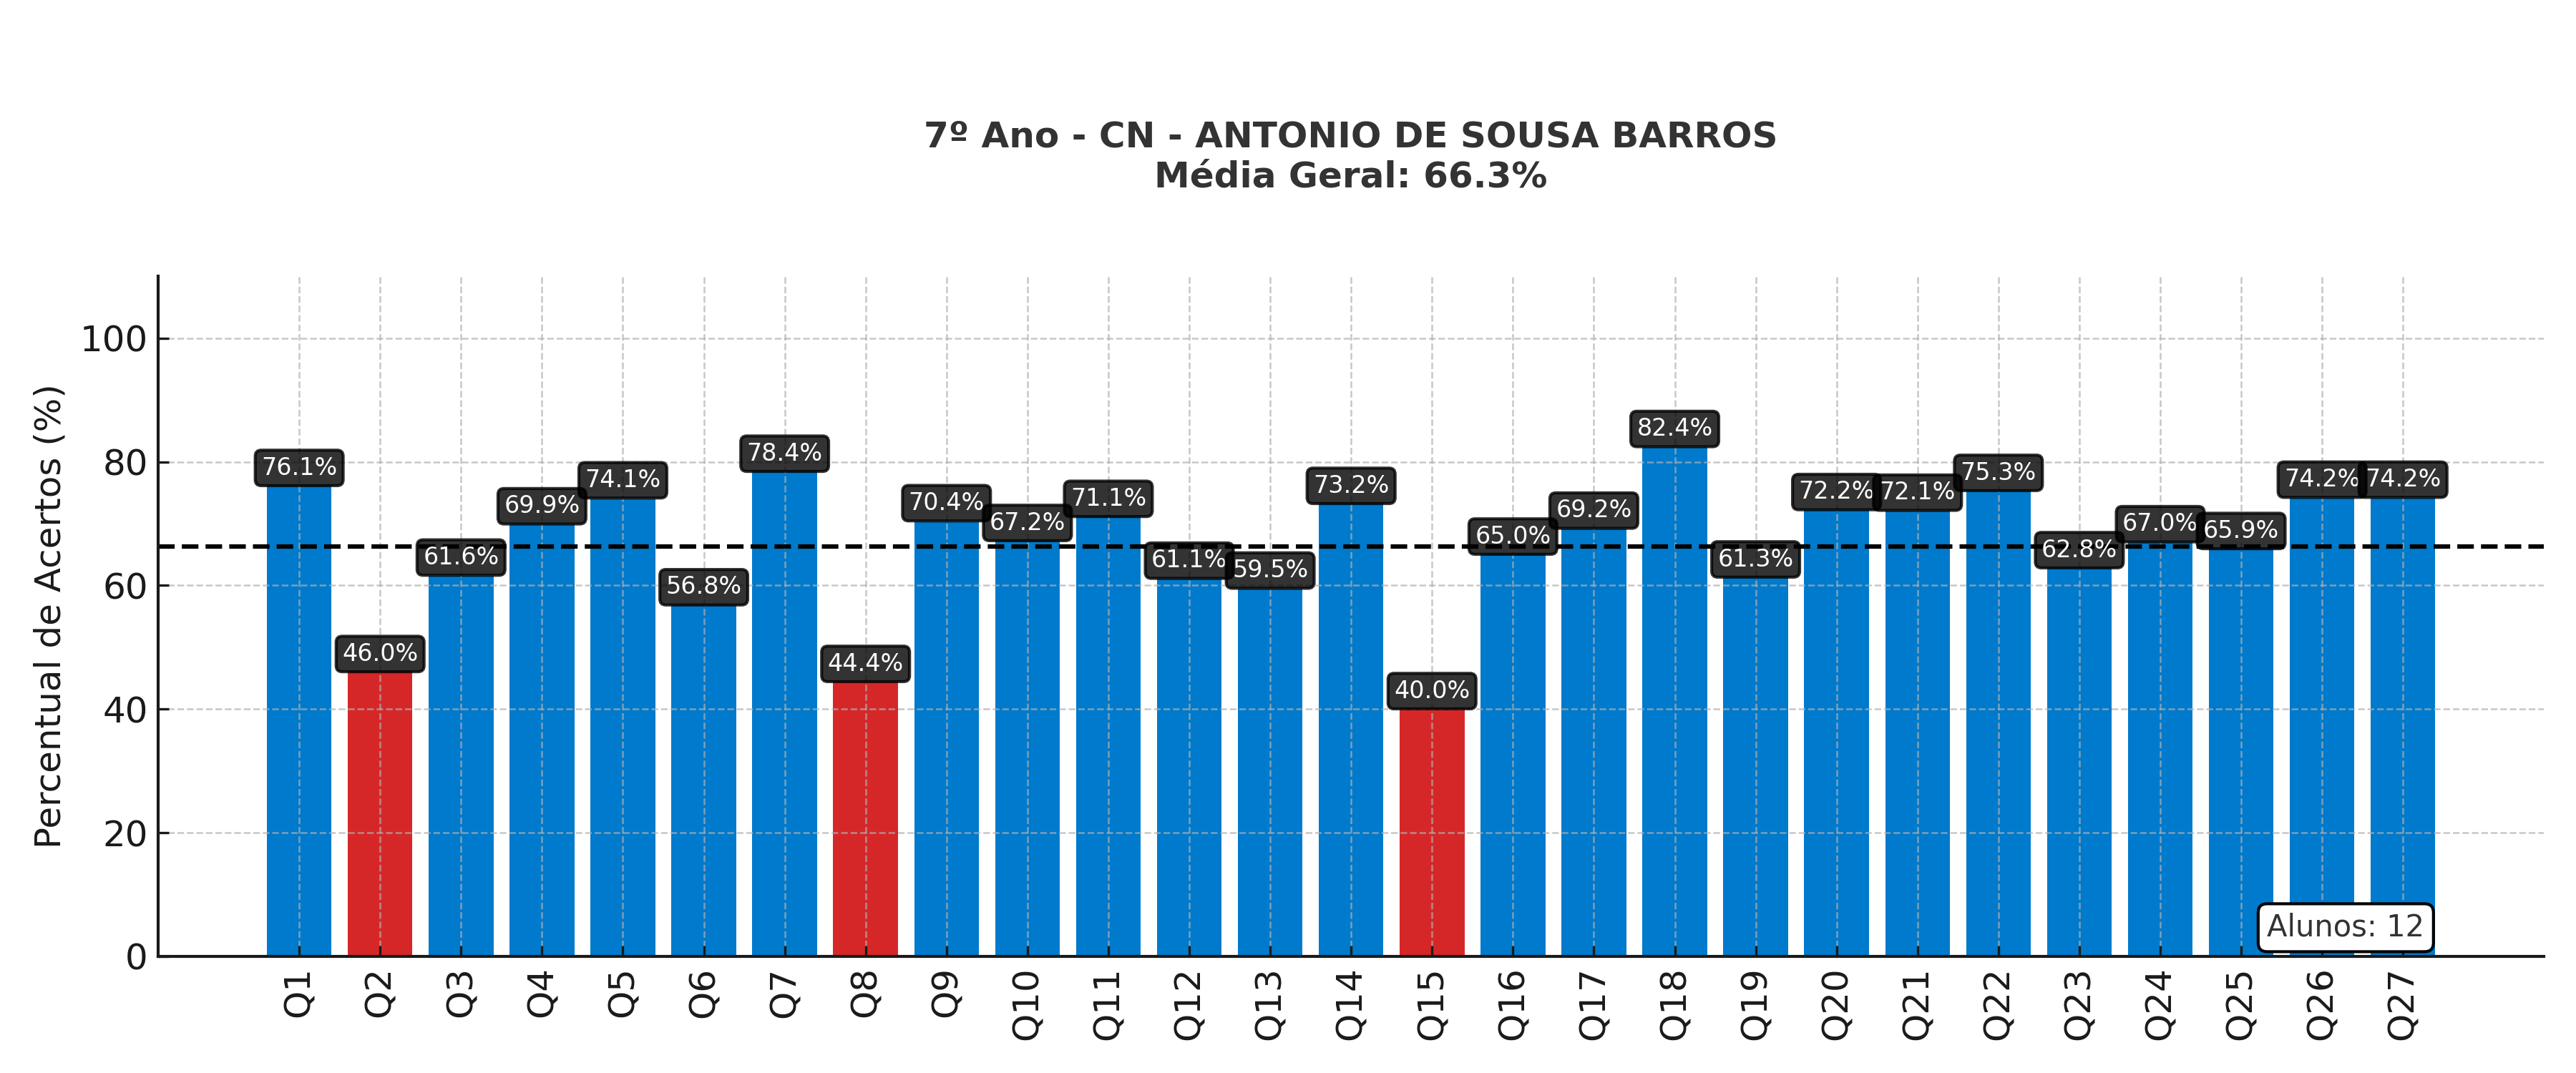 7º Ano - CN - ANTONIO DE SOUSA BARROS
Média Geral: 66.3%
Percentual de Acertos (%)
100
80
60
40
20
0
76.1%
46.0%
61.6%
69.9%
74.1%
56.8%
78.4%
44.4%
70.4%
67.2%
71.1%
61.1%
59.5%
73.2%
40.0%
65.0%
69.2%
82.4%
61.3%
72.2%
72.1%
75.3%
62.8%
67.0%
65.9%
74.2%
74.2%
Alunos: 12
Q1
Q2
Q3
Q4
Q5
Q6
Q7
Q8
Q9
Q10
Q11
Q12
Q13
Q14
Q15
Q16
Q17
Q18
Q19
Q20
Q21
Q22
Q23
Q24
Q25
Q26
Q27